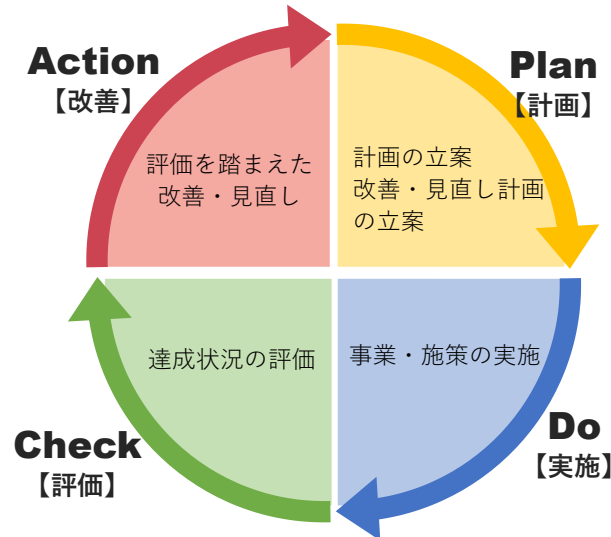 Action
【改善】
評価を踏まえた
改善・見直し
Plan
【計画】
計画の立案
改善・見直し計画
の立案
Check
【評価】
達成状況の評価
Do
【実施】
事業・施策の実施